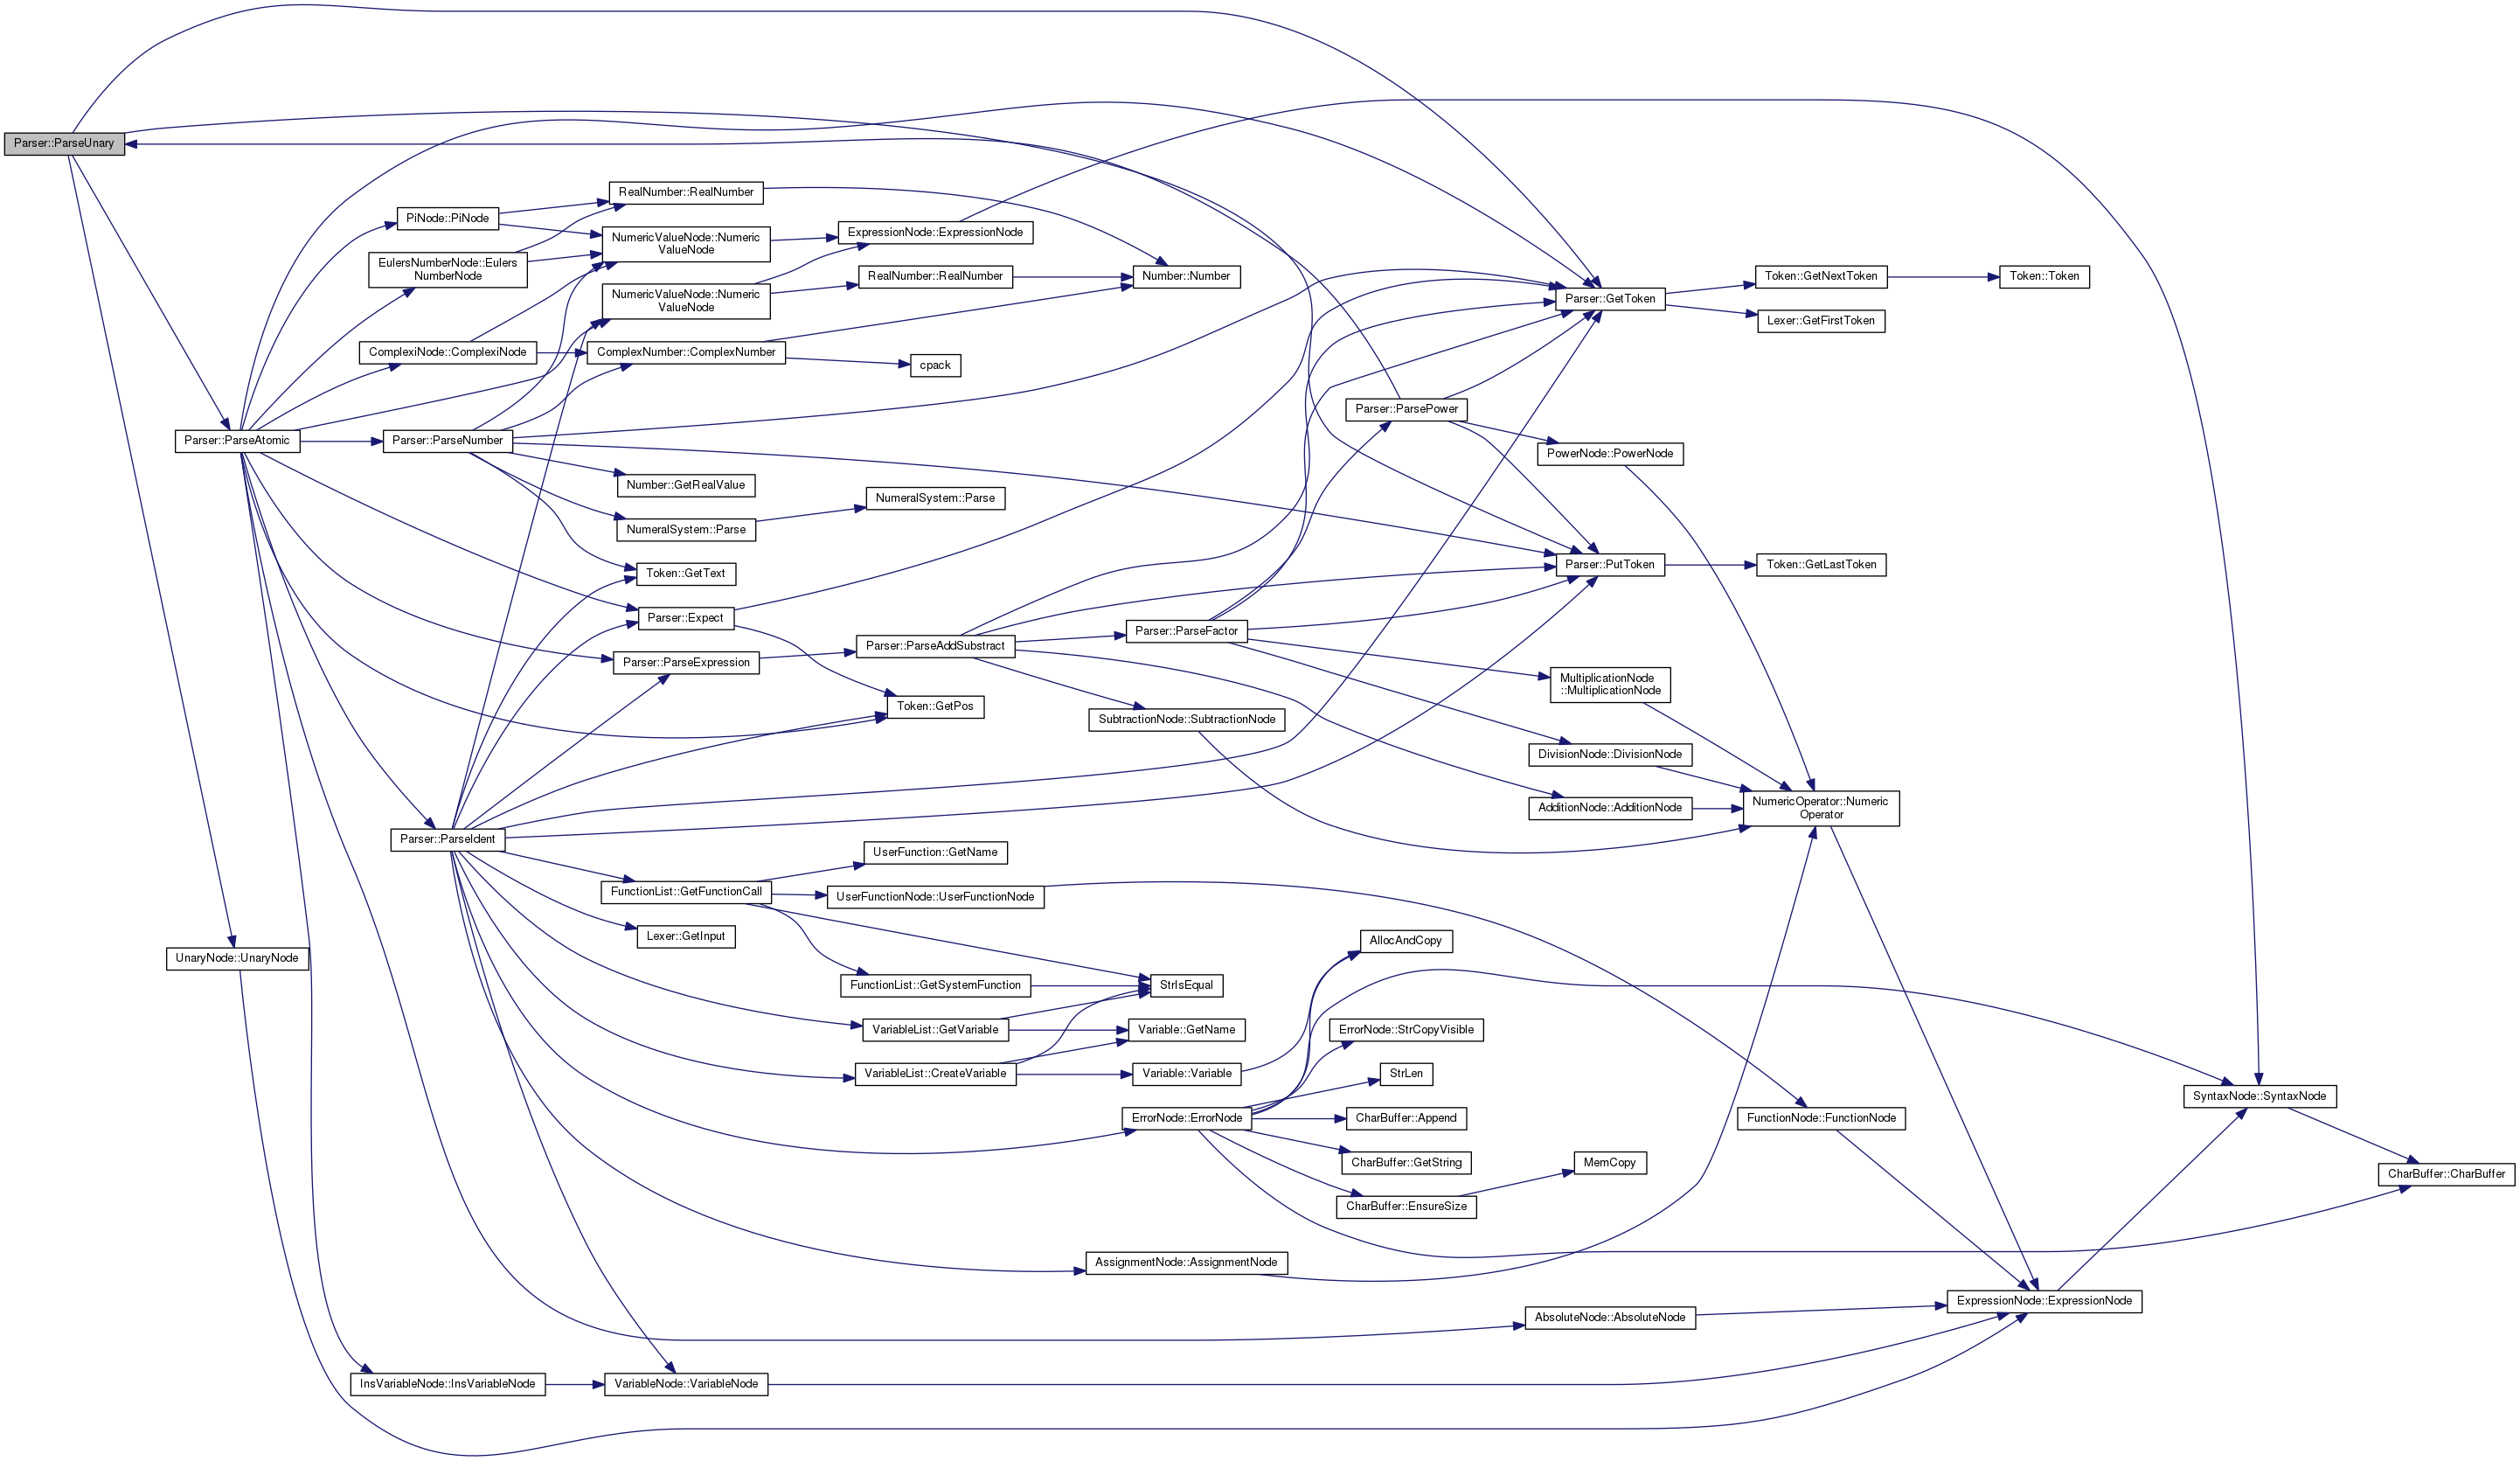 Parser::ParseUnary
RealNumber::RealNumber
PiNode::PiNode
ExpressionNode::ExpressionNode
NumericValueNode::Numeric
ValueNode
EulersNumberNode::Eulers
NumberNode
RealNumber::RealNumber
Number::Number
Token::GetNextToken
Token::Token
NumericValueNode::Numeric
ValueNode
Parser::GetToken
Lexer::GetFirstToken
ComplexiNode::ComplexiNode
ComplexNumber::ComplexNumber
cpack
Parser::ParsePower
Parser::ParseAtomic
Parser::ParseNumber
PowerNode::PowerNode
Number::GetRealValue
NumeralSystem::Parse
NumeralSystem::Parse
Token::GetText
Parser::PutToken
Token::GetLastToken
Parser::Expect
Parser::ParseFactor
Parser::ParseAddSubstract
Parser::ParseExpression
MultiplicationNode
::MultiplicationNode
Token::GetPos
SubtractionNode::SubtractionNode
DivisionNode::DivisionNode
AdditionNode::AdditionNode
NumericOperator::Numeric
Operator
Parser::ParseIdent
UserFunction::GetName
FunctionList::GetFunctionCall
UserFunctionNode::UserFunctionNode
Lexer::GetInput
AllocAndCopy
UnaryNode::UnaryNode
FunctionList::GetSystemFunction
StrIsEqual
VariableList::GetVariable
Variable::GetName
ErrorNode::StrCopyVisible
VariableList::CreateVariable
Variable::Variable
StrLen
SyntaxNode::SyntaxNode
ErrorNode::ErrorNode
CharBuffer::Append
FunctionNode::FunctionNode
CharBuffer::GetString
MemCopy
CharBuffer::CharBuffer
CharBuffer::EnsureSize
AssignmentNode::AssignmentNode
ExpressionNode::ExpressionNode
AbsoluteNode::AbsoluteNode
InsVariableNode::InsVariableNode
VariableNode::VariableNode